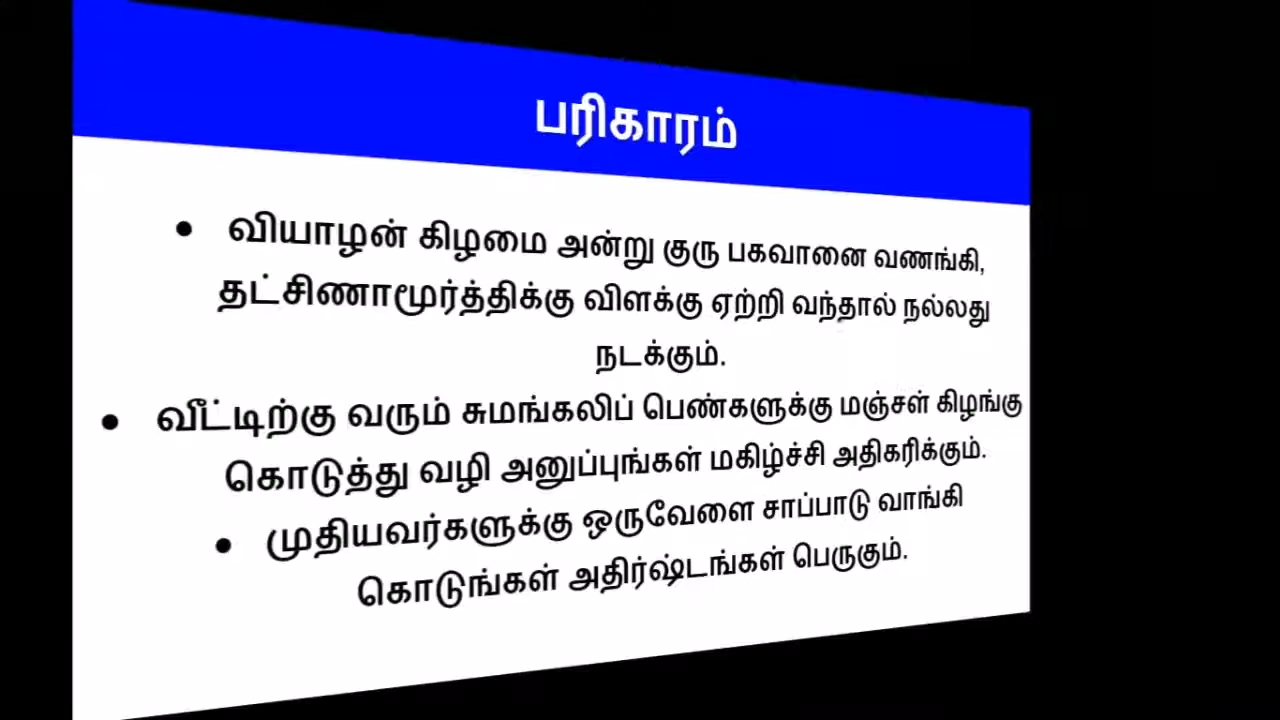 பரிகாரம்
• வியாழன் கிழமை அன்று குரு பகவானை வணங்கி,
தட்சிணாமூர்த்திக்கு விளக்கு ஏற்றி வந்தால் நல்லது
நடக்கும்.
• வீட்டிற்கு வரும் சுமங்கலிப் பெண்களுக்கு மஞ்சள் கிழங்கு
கொடுத்து வழி அனுப்புங்கள் மகிழ்ச்சி அதிகரிக்கும்.
• முதியவர்களுக்கு ஒருவேளை சாப்பாடு வாங்கி
கொடுங்கள் அதிர்ஷ்டங்கள் பெருகும்.